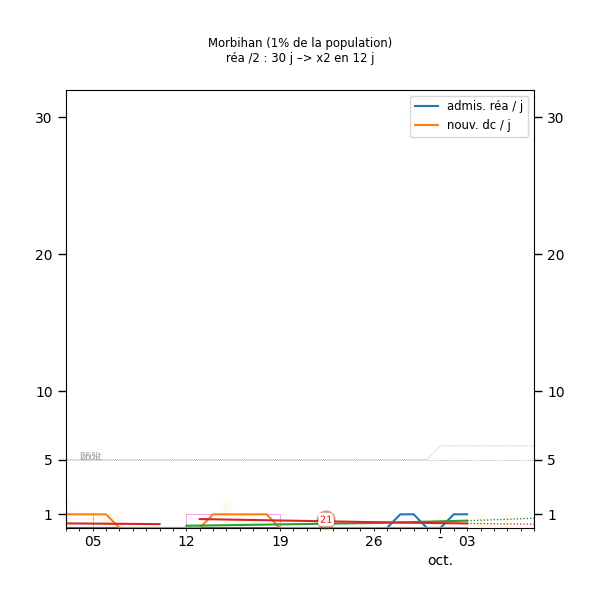 Morbihan (1% de la population)
réa /2 : 30 j –> x2 en 12 j
admis. réa / j
nouv. dc / j
30 30
20 20
10 10
5 5
1 1
21
05 12 19 26 - 03
oct.